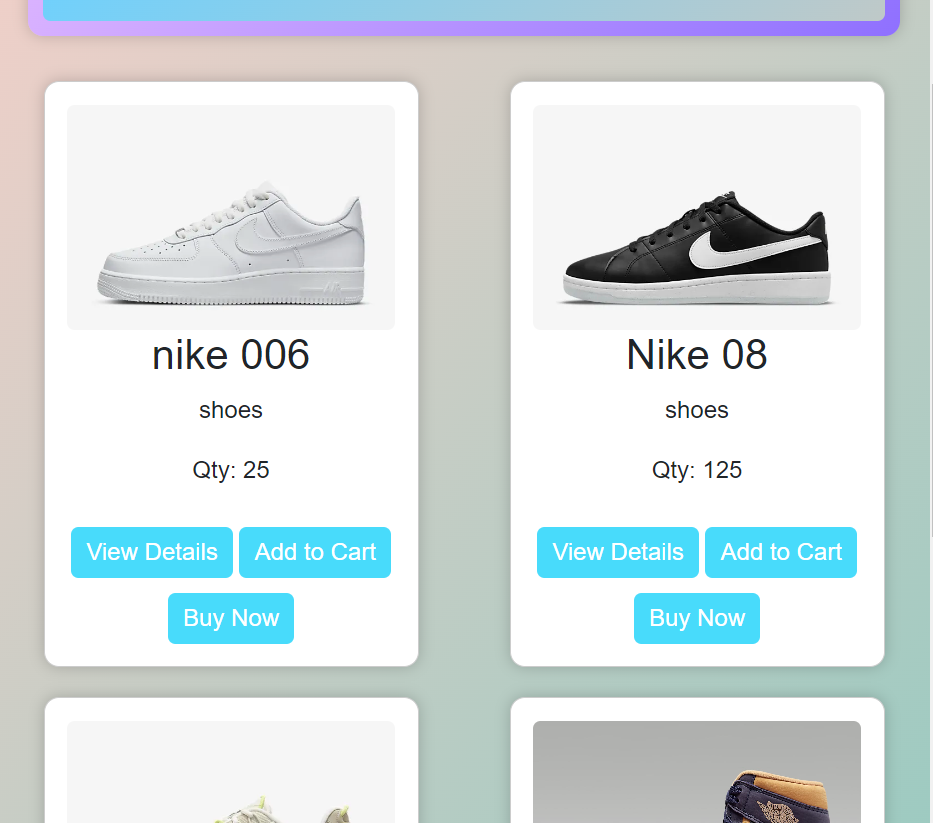 nike 006
shoes
Qty: 25
View Details
Add to Cart
Buy Now
Nike 08
shoes
Qty: 125
View Details
Add to Cart
Buy Now